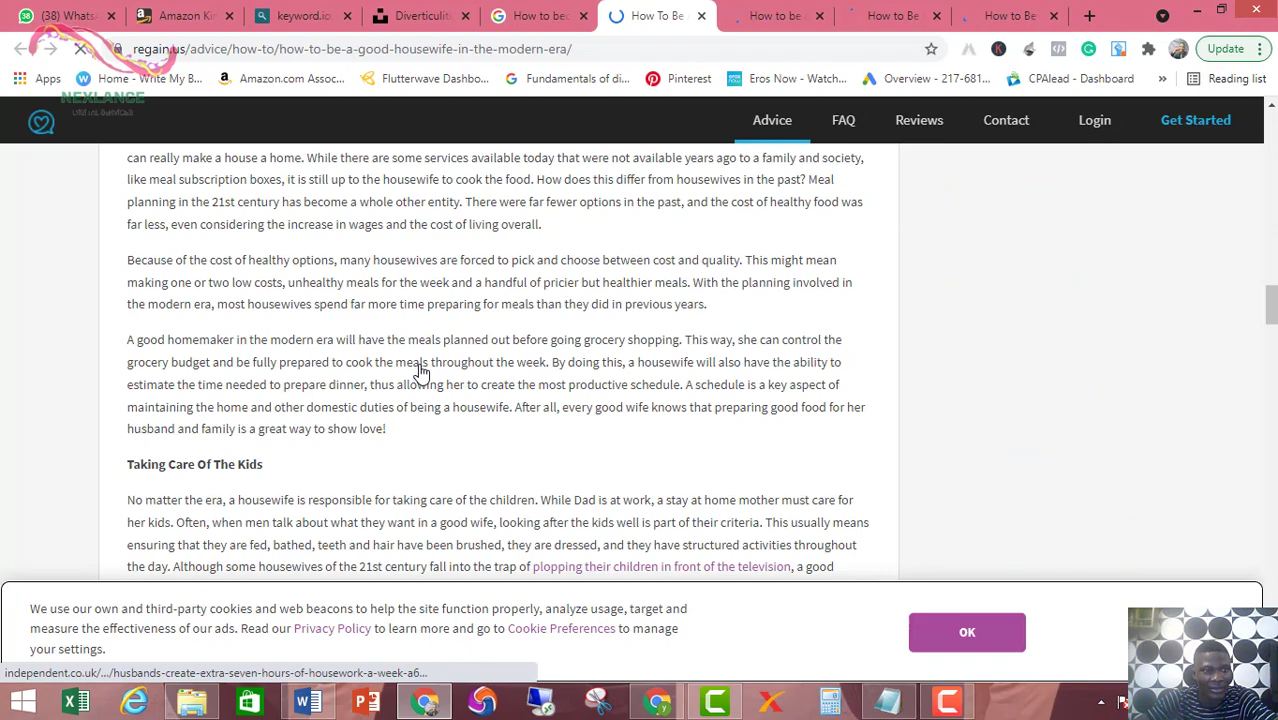 (38) Whats
Amazon Kin
keyword.io
Diverticulitis
How to bec
How To Be
How to be a
How to Be
How to Be
regain.us/advice/how-to/how-to-be-a-good-housewife-in-the-modern-era/
Update
Apps
Home - Write My B...
Amazon.com Assoc...
Flutterwave Dashbo...
Fundamentals of di...
Pinterest
Eros Now - Watch...
Overview - 217-681...
CPAlead - Dashboard
»
Reading list
NEXLANCE
Advice
FAQ
Reviews
Contact
Login
Get Started
can really make a house a home. While there are some services available today that were not available years ago to a family and society,
like meal subscription boxes, it is still up to the housewife to cook the food. How does this differ from housewives in the past? Meal
planning in the 21st century has become a whole other entity. There were far fewer options in the past, and the cost of healthy food was
far less, even considering the increase in wages and the cost of living overall.
Because of the cost of healthy options, many housewives are forced to pick and choose between cost and quality. This might mean
making one or two low costs, unhealthy meals for the week and a handful of pricier but healthier meals. With the planning involved in
the modern era, most housewives spend far more time preparing for meals than they did in previous years.
A good homemaker in the modern era will have the meals planned out before going grocery shopping. This way, she can control the
grocery budget and be fully prepared to cook the meals throughout the week. By doing this, a housewife will also have the ability to
estimate the time needed to prepare dinner, thus allowing her to create the most productive schedule. A schedule is a key aspect of
maintaining the home and other domestic duties of being a housewife. After all, every good wife knows that preparing good food for her
husband and family is a great way to show love!
Taking Care Of The Kids
No matter the era, a housewife is responsible for taking care of the children. While Dad is at work, a stay at home mother must care for
her kids. Often, when men talk about what they want in a good wife, looking after the kids well is part of their criteria. This usually means
ensuring that they are fed, bathed, teeth and hair have been brushed, they are dressed, and they have structured activities throughout
the day. Although some housewives of the 21st century fall into the trap of plopping their children in front of the television, a good
We use our own and third-party cookies and web beacons to help the site function properly, analyze usage, target and
measure the effectiveness of our ads. Read our Privacy Policy to learn more and go to Cookie Preferences to manage
your settings.
OK
independent.co.uk/.../husbands-create-extra-seven-hours-of-housework-a-week-a6...